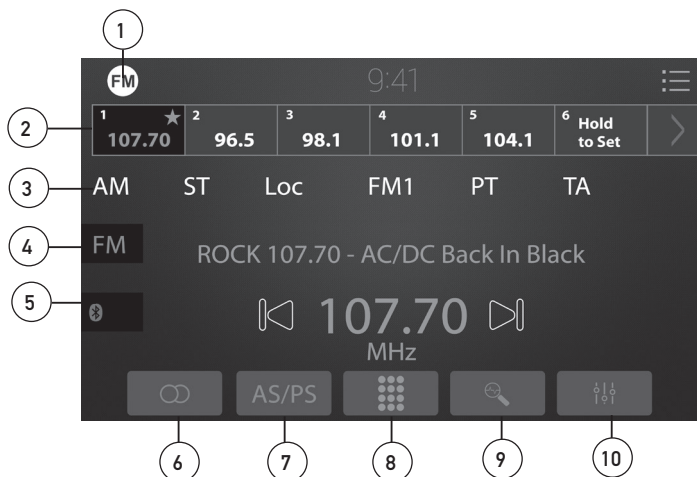 1
FM
9:41
2
1 107.70 2 96.5 3 98.1 4 101.1 5 104.1 6 Hold to Set
3
AM ST Loc FM1 PT TA
4
FM
ROCK 107.70 - AC/DC Back In Black
5
107.70
MHz
AS/PS
6 7 8 9 10